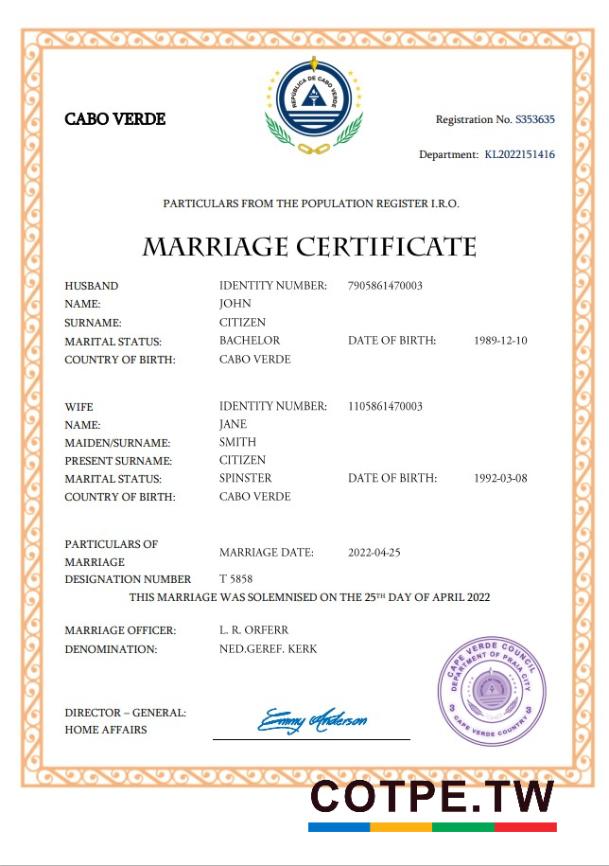 REPÚBLICA DE CABO VERDE
CABO VERDE
Registration No. S353635
Department: KL2022151416
PARTICULARS FROM THE POPULATION REGISTER I.R.O.
MARRIAGE CERTIFICATE
HUSBAND IDENTITY NUMBER: 7905861470003
NAME: JOHN
SURNAME: CITIZEN
MARITAL STATUS: BACHELOR DATE OF BIRTH: 1989-12-10
COUNTRY OF BIRTH: CABO VERDE
WIFE IDENTITY NUMBER: 1105861470003
NAME: JANE
MAIDEN/SURNAME: SMITH
PRESENT SURNAME: CITIZEN
MARITAL STATUS: SPINSTER DATE OF BIRTH: 1992-03-08
COUNTRY OF BIRTH: CABO VERDE
PARTICULARS OF
MARRIAGE MARRIAGE DATE: 2022-04-25
DESIGNATION NUMBER T 5858
THIS MARRIAGE WAS SOLEMNISED ON THE 25TH DAY OF APRIL 2022
MARRIAGE OFFICER: L. R. ORFERR
DENOMINATION: NED.GEREF. KERK
CAPE VERDE COUNCIL
DEPARTMENT OF PRAIA CITY
CAPE VERDE COUNTRY
DIRECTOR – GENERAL:
HOME AFFAIRS
Emmy Anderson
COTPE.TW